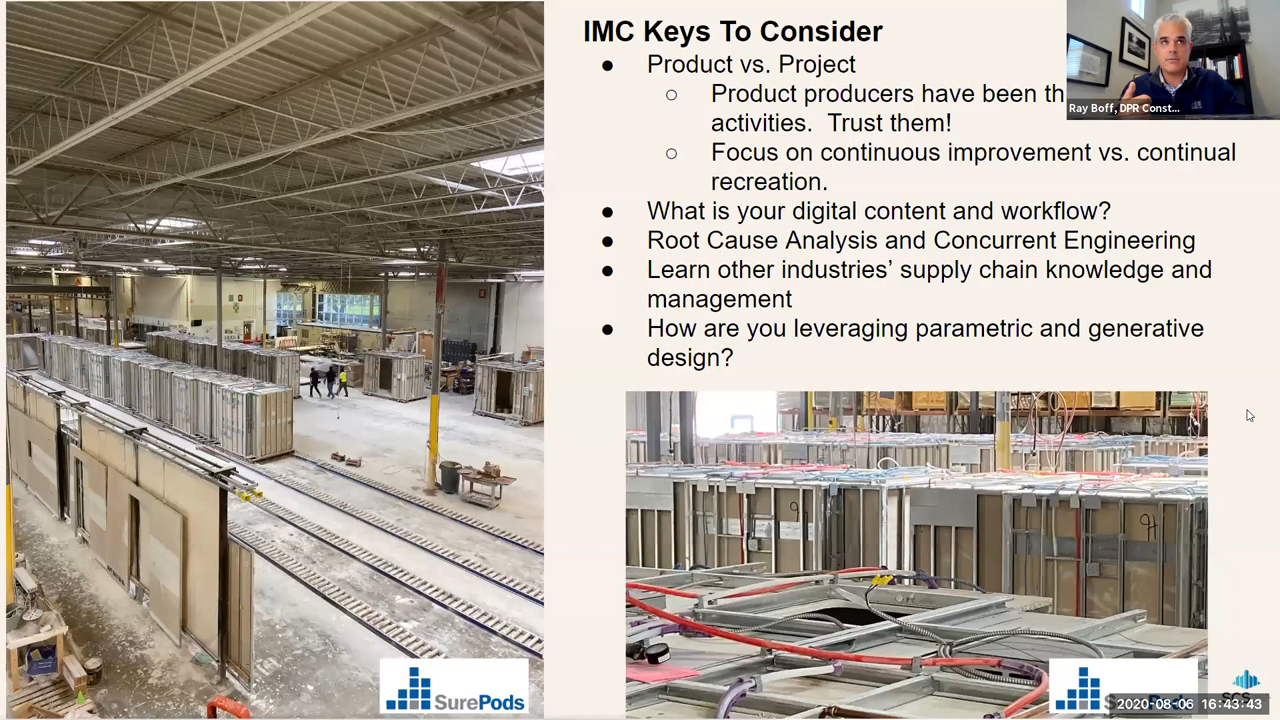 IMC Keys To Consider
● Product vs. Project
○ Product producers have been th
activities. Trust them!
○ Focus on continuous improvement vs. continual
recreation.
● What is your digital content and workflow?
● Root Cause Analysis and Concurrent Engineering
● Learn other industries’ supply chain knowledge and
management
● How are you leveraging parametric and generative
design?
Ray Boff, DPR Const...
SurePods
SCS
2020-08-06 16:43:43